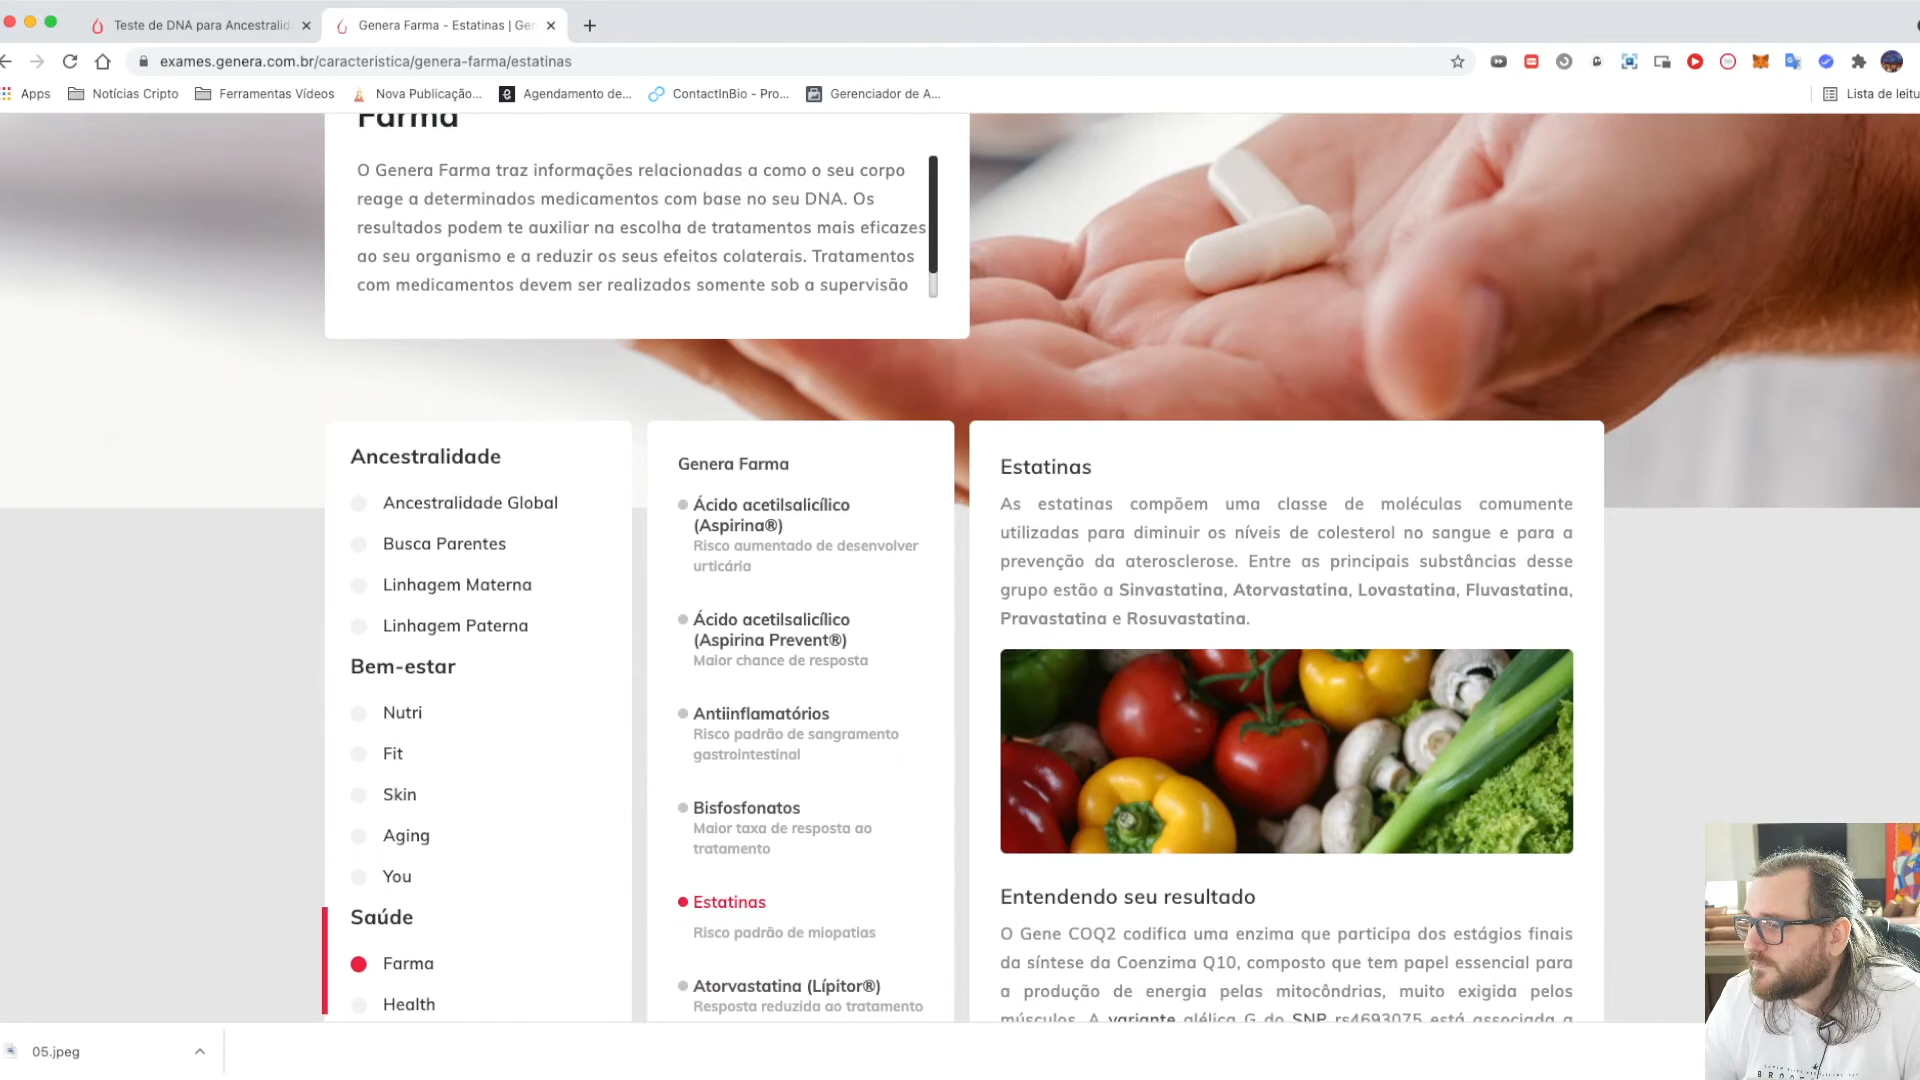 Teste de DNA para Ancestralid
Genera Farma - Estatinas | Ger
exames.genera.com.br/caracteristica/genera-farma/estatinas
Apps
Notícias Cripto
Ferramentas Vídeos
Nova Publicação...
Agendamento de...
ContactInBio - Pro...
Gerenciador de A...
Lista de leitu
Farma
O Genera Farma traz informações relacionadas a como o seu corpo
reage a determinados medicamentos com base no seu DNA. Os
resultados podem te auxiliar na escolha de tratamentos mais eficazes
ao seu organismo e a reduzir os seus efeitos colaterais. Tratamentos
com medicamentos devem ser realizados somente sob a supervisão
Ancestralidade
Ancestralidade Global
Busca Parentes
Linhagem Materna
Linhagem Paterna
Bem-estar
Nutri
Fit
Skin
Aging
You
Saúde
Farma
Health
Genera Farma
Ácido acetilsalicílico
(Aspirina®)
Risco aumentado de desenvolver
urticária
Ácido acetilsalicílico
(Aspirina Prevent®)
Maior chance de resposta
Antiinflamatórios
Risco padrão de sangramento
gastrointestinal
Bisfosfonatos
Maior taxa de resposta ao
tratamento
Estatinas
Risco padrão de miopatias
Atorvastatina (Lípitor®)
Resposta reduzida ao tratamento
Estatinas
As estatinas compõem uma classe de moléculas comumente
utilizadas para diminuir os níveis de colesterol no sangue e para a
prevenção da aterosclerose. Entre as principais substâncias desse
grupo estão a Sinvastatina, Atorvastatina, Lovastatina, Fluvastatina,
Pravastatina e Rosuvastatina.
Entendendo seu resultado
O Gene COQ2 codifica uma enzima que participa dos estágios finais
da síntese da Coenzima Q10, composto que tem papel essencial para
a produção de energia pelas mitocôndrias, muito exigida pelos
músculos. A variante alélica G do SNP rs4693075 está associada a
05.jpeg